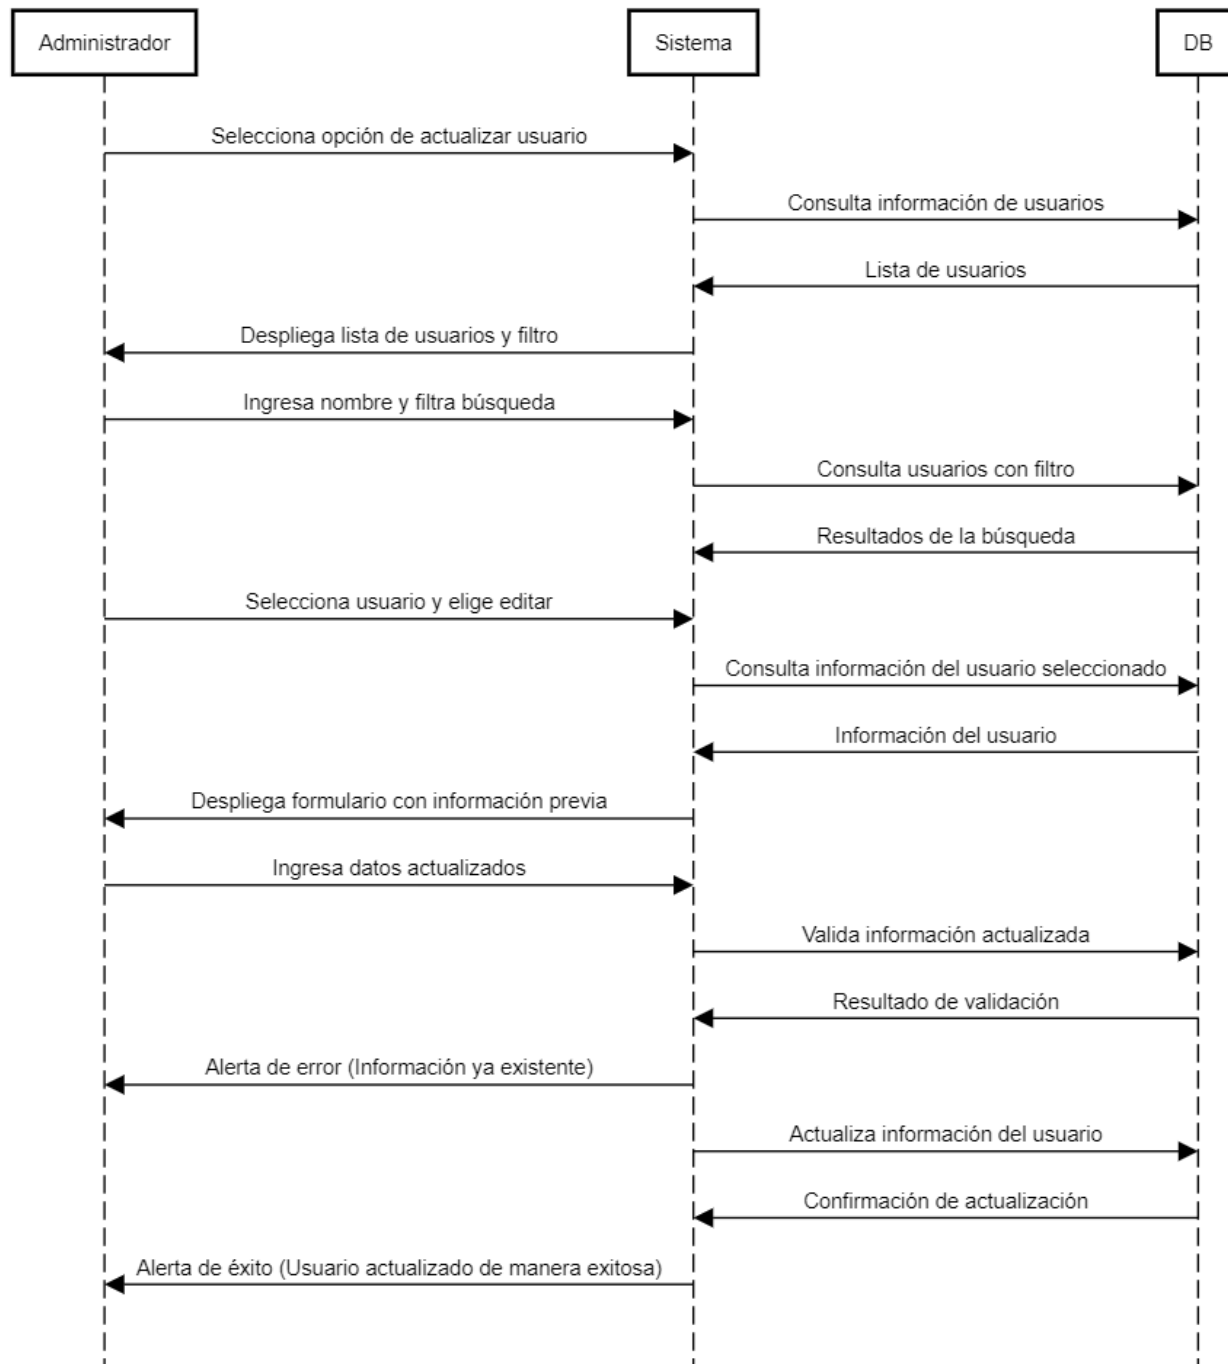 Administrador
Sistema
DB
Selecciona opción de actualizar usuario
Consulta información de usuarios
Lista de usuarios
Despliega lista de usuarios y filtro
Ingresa nombre y filtra búsqueda
Consulta usuarios con filtro
Resultados de la búsqueda
Selecciona usuario y elige editar
Consulta información del usuario seleccionado
Información del usuario
Despliega formulario con información previa
Ingresa datos actualizados
Valida información actualizada
Resultado de validación
Alerta de error (Información ya existente)
Actualiza información del usuario
Confirmación de actualización
Alerta de éxito (Usuario actualizado de manera exitosa)